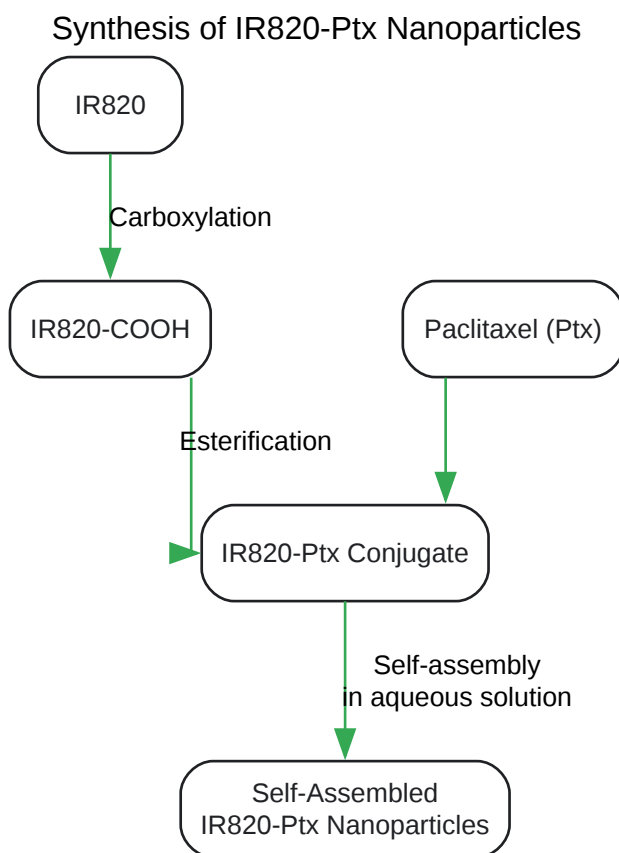 Synthesis of IR820-Ptx Nanoparticles
IR820
Carboxylation
IR820-COOH
Paclitaxel (Ptx)
Esterification
IR820-Ptx Conjugate
Self-assembly
in aqueous solution
Self-Assembled
IR820-Ptx Nanoparticles